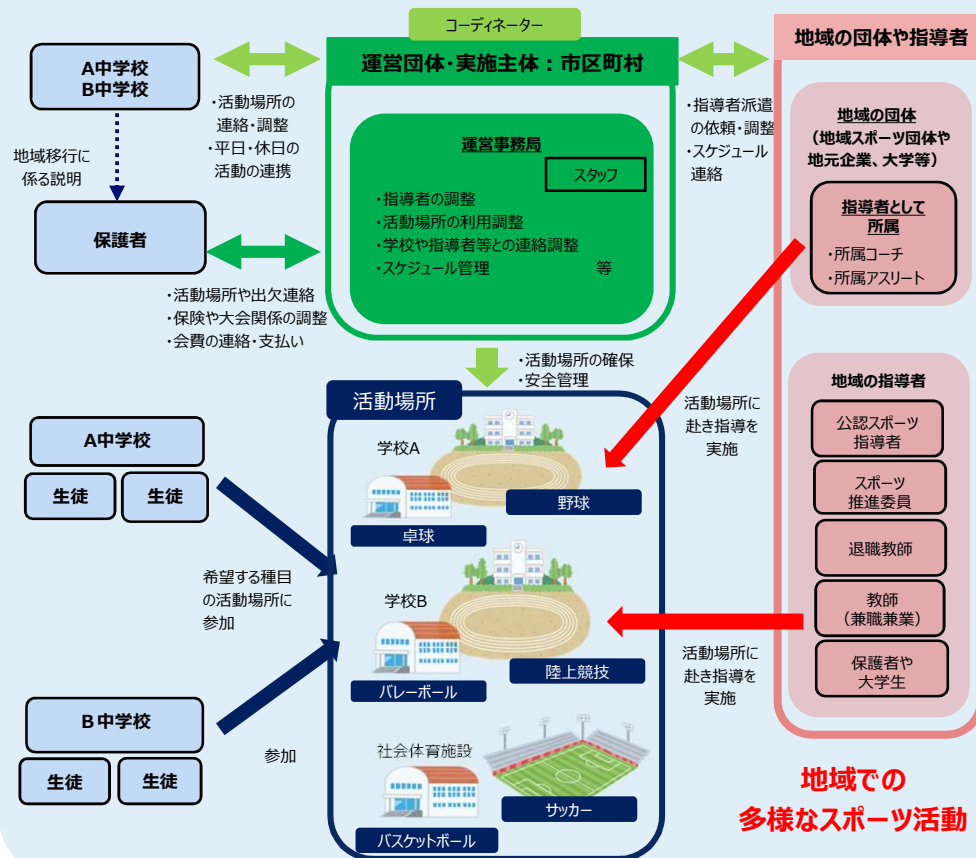 コーディネーター
運営団体・実施主体：市区町村
地域の団体や指導者
A中学校
B中学校
・活動場所の
連絡・調整
・平日・休日の
活動の連携
・指導者派遣
の依頼・調整
・スケジュール
連絡
地域移行に
係る説明
保護者
運営事務局
スタッフ
・指導者の調整
・活動場所の利用調整
・学校や指導者等との連絡調整
・スケジュール管理 等
地域の団体
（地域スポーツ団体や
地元企業、大学等）
指導者として
所属
・所属コーチ
・所属アスリート
・活動場所や出欠連絡
・保険や大会関係の調整
・会費の連絡・支払い
・活動場所の確保
・安全管理
活動場所
学校A
野球
卓球
学校B
陸上競技
バレーボール
社会体育施設
サッカー
バスケットボール
A中学校
生徒 生徒
希望する種目
の活動場所に
参加
B中学校
生徒 生徒
参加
活動場所に
赴き指導を
実施
活動場所に
赴き指導を
実施
地域の指導者
公認スポーツ
指導者
スポーツ
推進委員
退職教師
教師
（兼職兼業）
保護者や
大学生
地域での
多様なスポーツ活動